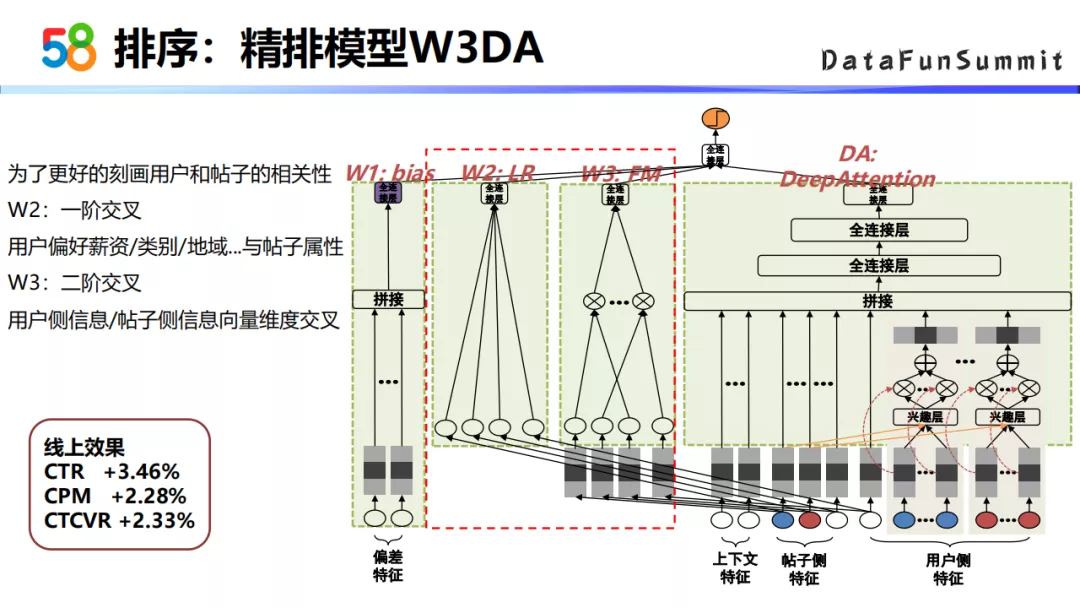 58 排序：精排模型W3DA
DataFunSummit
为了更好的刻画用户和帖子的相关性
W2：一阶交叉
用户偏好薪资/类别/地域...与帖子属性
W3：二阶交叉
用户侧信息/帖子侧信息向量维度交叉
线上效果
CTR +3.46%
CPM +2.28%
CTCVR +2.33%
全连
接层
W1: bias
全连
接层
拼接
...
偏差
特征
W2: LR
全连
接层
W3: FM
全连
接层
...
DA:
DeepAttention
全连
接层
全连接层
全连接层
拼接
...
... ...
...
兴趣层
兴趣层
... ...
... ...
上下文
特征
帖子侧
特征
用户侧
特征